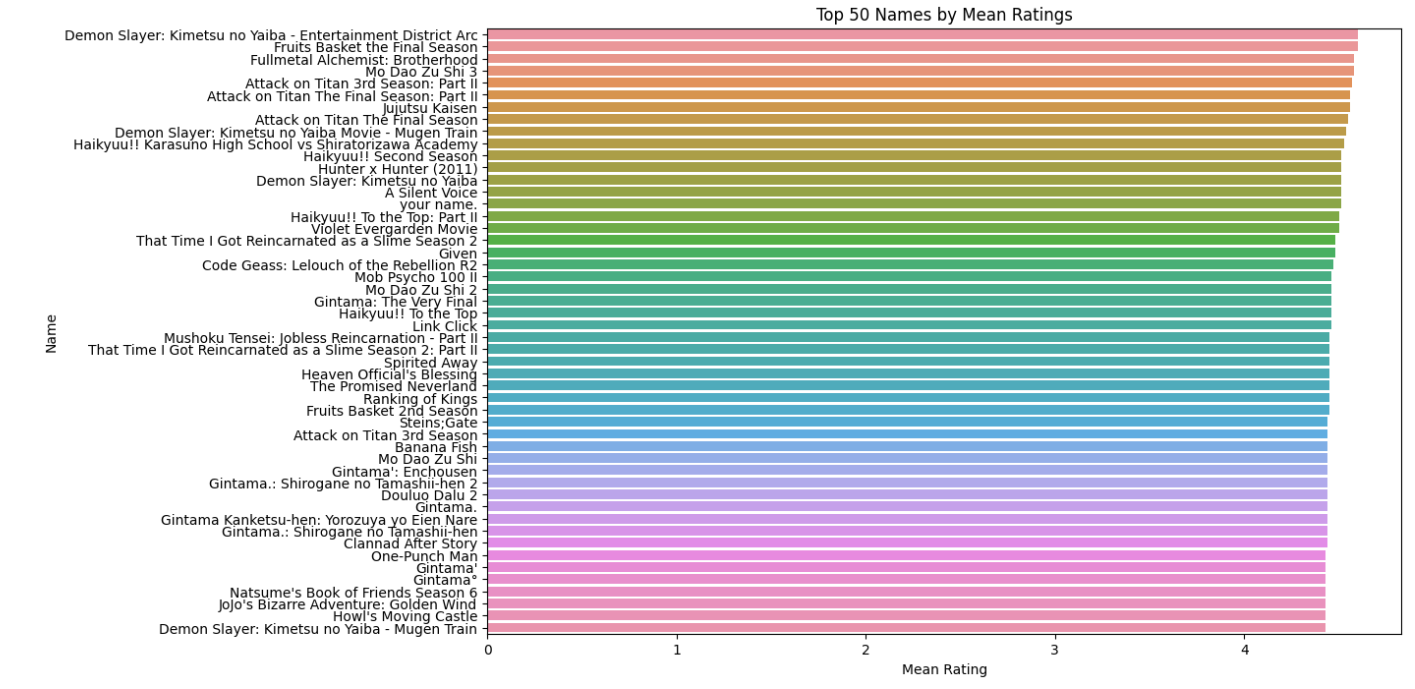 Top 50 Names by Mean Ratings
Demon Slayer: Kimetsu no Yaiba - Entertainment District Arc
Fruits Basket the Final Season
Fullmetal Alchemist: Brotherhood
Mo Dao Zu Shi 3
Attack on Titan 3rd Season: Part II
Attack on Titan The Final Season: Part II
Jujutsu Kaisen
Attack on Titan The Final Season
Demon Slayer: Kimetsu no Yaiba Movie - Mugen Train
Haikyuu!! Karasuno High School vs Shiratorizawa Academy
Haikyuu!! Second Season
Hunter x Hunter (2011)
Demon Slayer: Kimetsu no Yaiba
A Silent Voice
your name.
Haikyuu!! To the Top: Part II
Violet Evergarden Movie
That Time I Got Reincarnated as a Slime Season 2
Given
Code Geass: Lelouch of the Rebellion R2
Mob Psycho 100 II
Mo Dao Zu Shi 2
Gintama: The Very Final
Haikyuu!! To the Top
Link Click
Mushoku Tensei: Jobless Reincarnation - Part II
That Time I Got Reincarnated as a Slime Season 2: Part II
Spirited Away
Heaven Official's Blessing
The Promised Neverland
Ranking of Kings
Fruits Basket 2nd Season
Steins;Gate
Attack on Titan 3rd Season
Banana Fish
Mo Dao Zu Shi
Gintama': Enchousen
Gintama.: Shirogane no Tamashii-hen 2
Douluo Dalu 2
Gintama.
Gintama Kanketsu-hen: Yorozuya yo Eien Nare
Gintama.: Shirogane no Tamashii-hen
Clannad After Story
One-Punch Man
Gintama'
Gintama°
Natsume's Book of Friends Season 6
JoJo's Bizarre Adventure: Golden Wind
Howl's Moving Castle
Demon Slayer: Kimetsu no Yaiba - Mugen Train
Name
0 1 2 3 4
Mean Rating